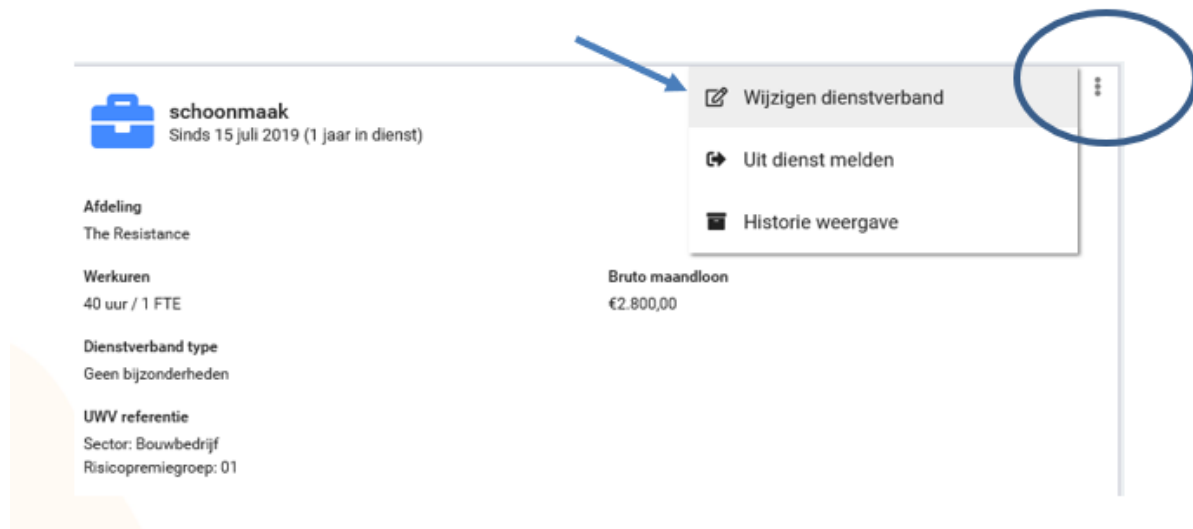 schoonmaak
Sinds 15 juli 2019 (1 jaar in dienst)
Wijzigen dienstverband
Uit dienst melden
Historie weergave
Afdeling
The Resistance
Werkuren
40 uur / 1 FTE
Bruto maandloon
€2.800,00
Dienstverband type
Geen bijzonderheden
UWV referentie
Sector: Bouwbedrijf
Risicopremiegroep: 01